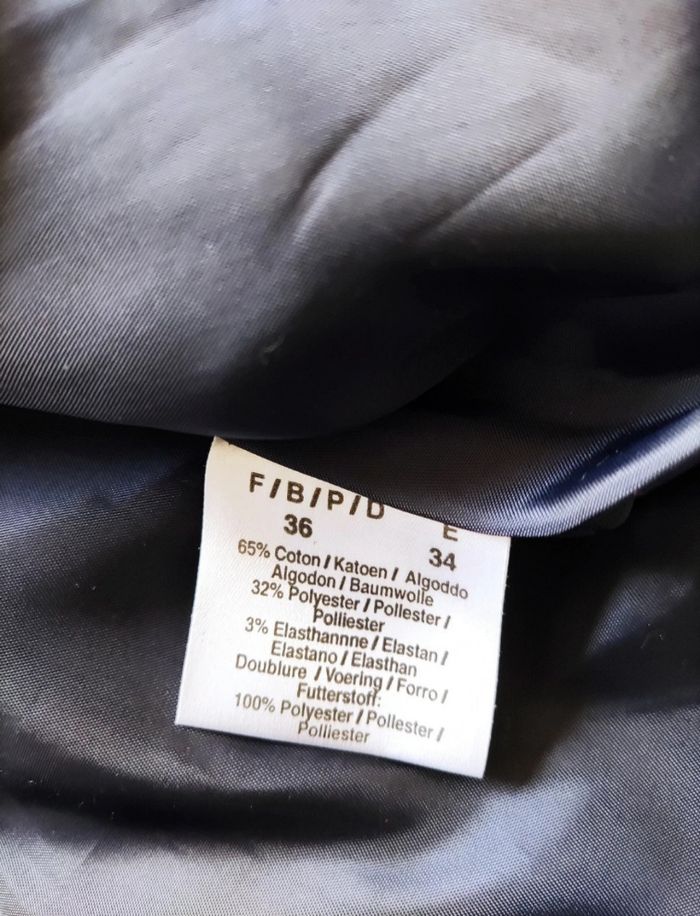 F/B/P/D E
36 34
65% Coton / Katoen / Algoddo
Algodon / Baumwolle
32% Polyester / Pollester /
Polliester
3% Elasthannne / Elastan /
Elastano / Elasthan
Doublure / Voering / Forro /
Futterstoff:
100% Polyester / Pollester /
Polliester